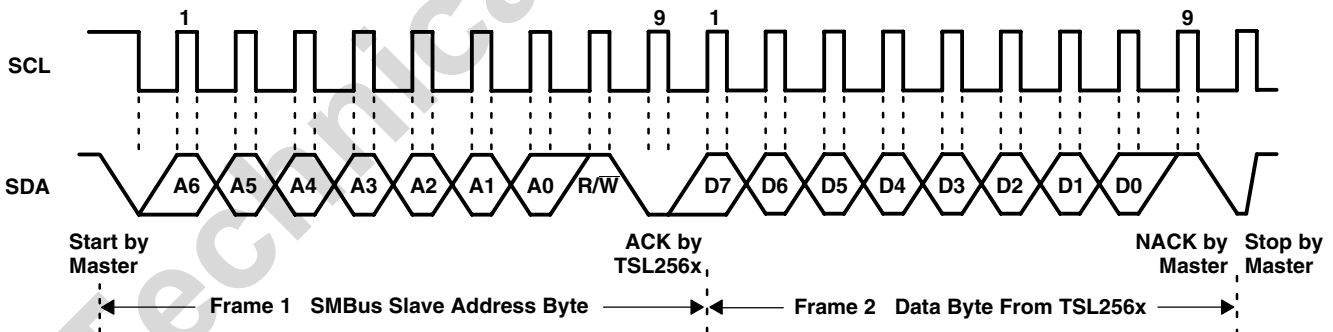 1 9 1 9
SCL
SDA
A6 A5 A4 A3 A2 A1 A0 R/W̅ D7 D6 D5 D4 D3 D2 D1 D0
Start by
Master
ACK by
TSL256x
NACK by
Master
Stop by
Master
Frame 1 SMBus Slave Address Byte
Frame 2 Data Byte From TSL256x
Technica